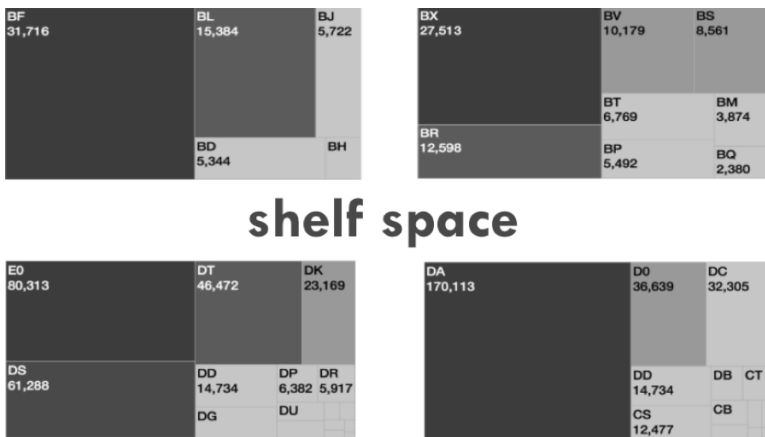 BF
31,716
BL
15,384
BJ
5,722
BD
5,344
BH
BX
27,513
BV
10,179
BS
8,561
BT
6,769
BM
3,874
BR
12,598
BP
5,492
BQ
2,380
shelf space
E0
80,313
DT
46,472
DK
23,169
DS
61,288
DD
14,734
DP
6,382
DR
5,917
DG
DU
DA
170,113
D0
36,639
DC
32,305
DD
14,734
DB
CT
CS
12,477
CB